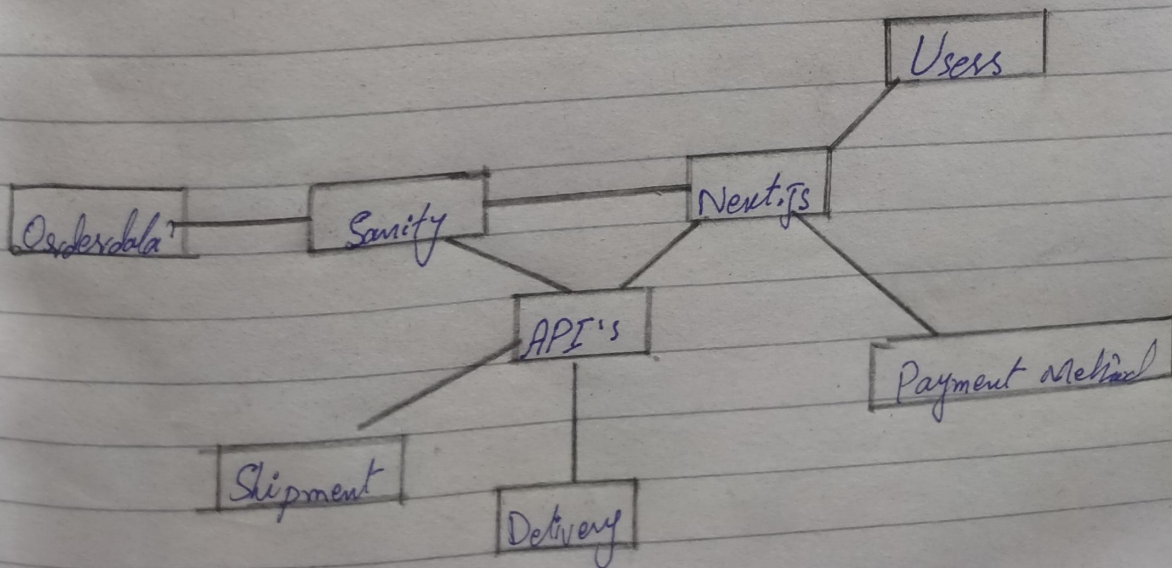 Users
Next.js
Sanity
Orderdata
API's
Payment Method
Shipment
Delivery